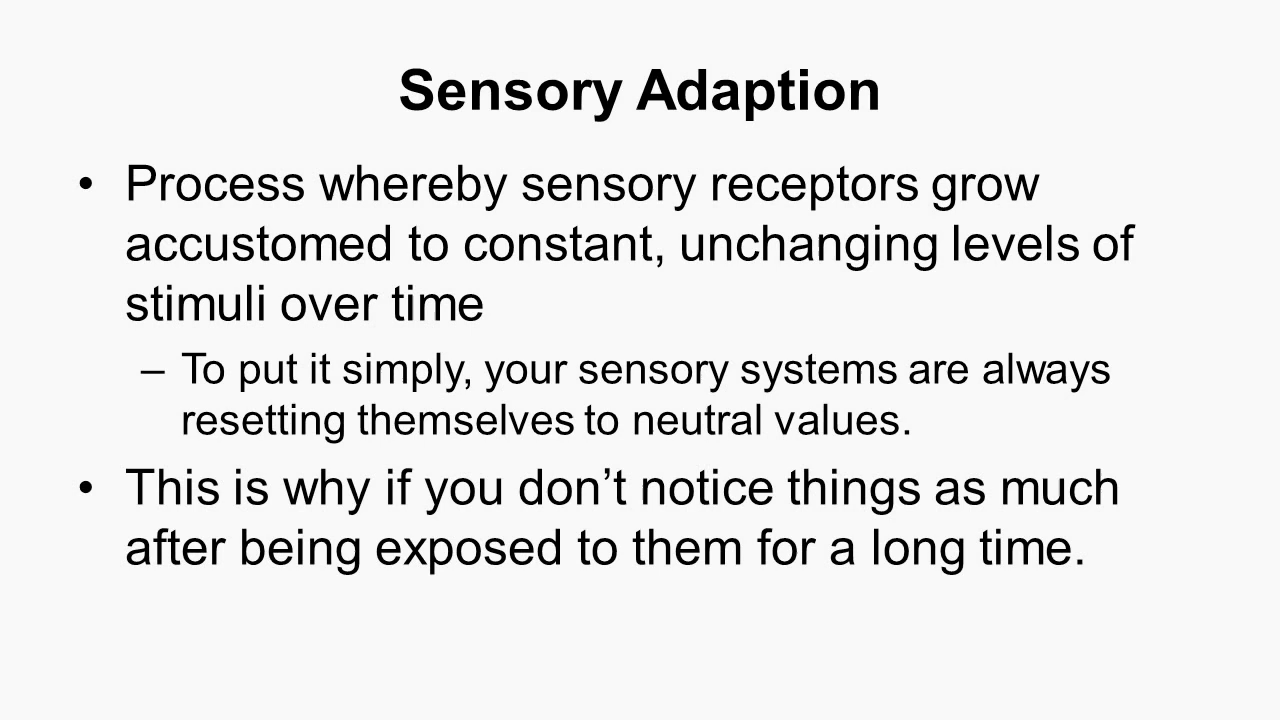 Sensory Adaption
• Process whereby sensory receptors grow
accustomed to constant, unchanging levels of
stimuli over time
– To put it simply, your sensory systems are always
resetting themselves to neutral values.
• This is why if you don’t notice things as much
after being exposed to them for a long time.